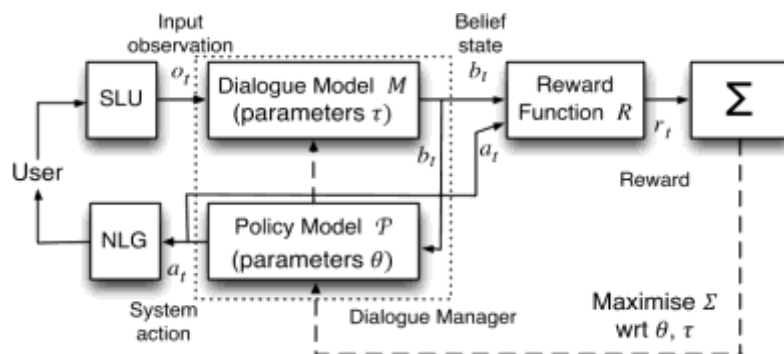 Input
observation
Belief
state
SLU
o_t
Dialogue Model M
(parameters τ)
b_t
Reward
Function R
r_t
Σ
b_t
a_t
User
Reward
NLG
a_t
Policy Model P
(parameters θ)
System
action
Dialogue Manager
Maximise Σ
wrt θ, τ